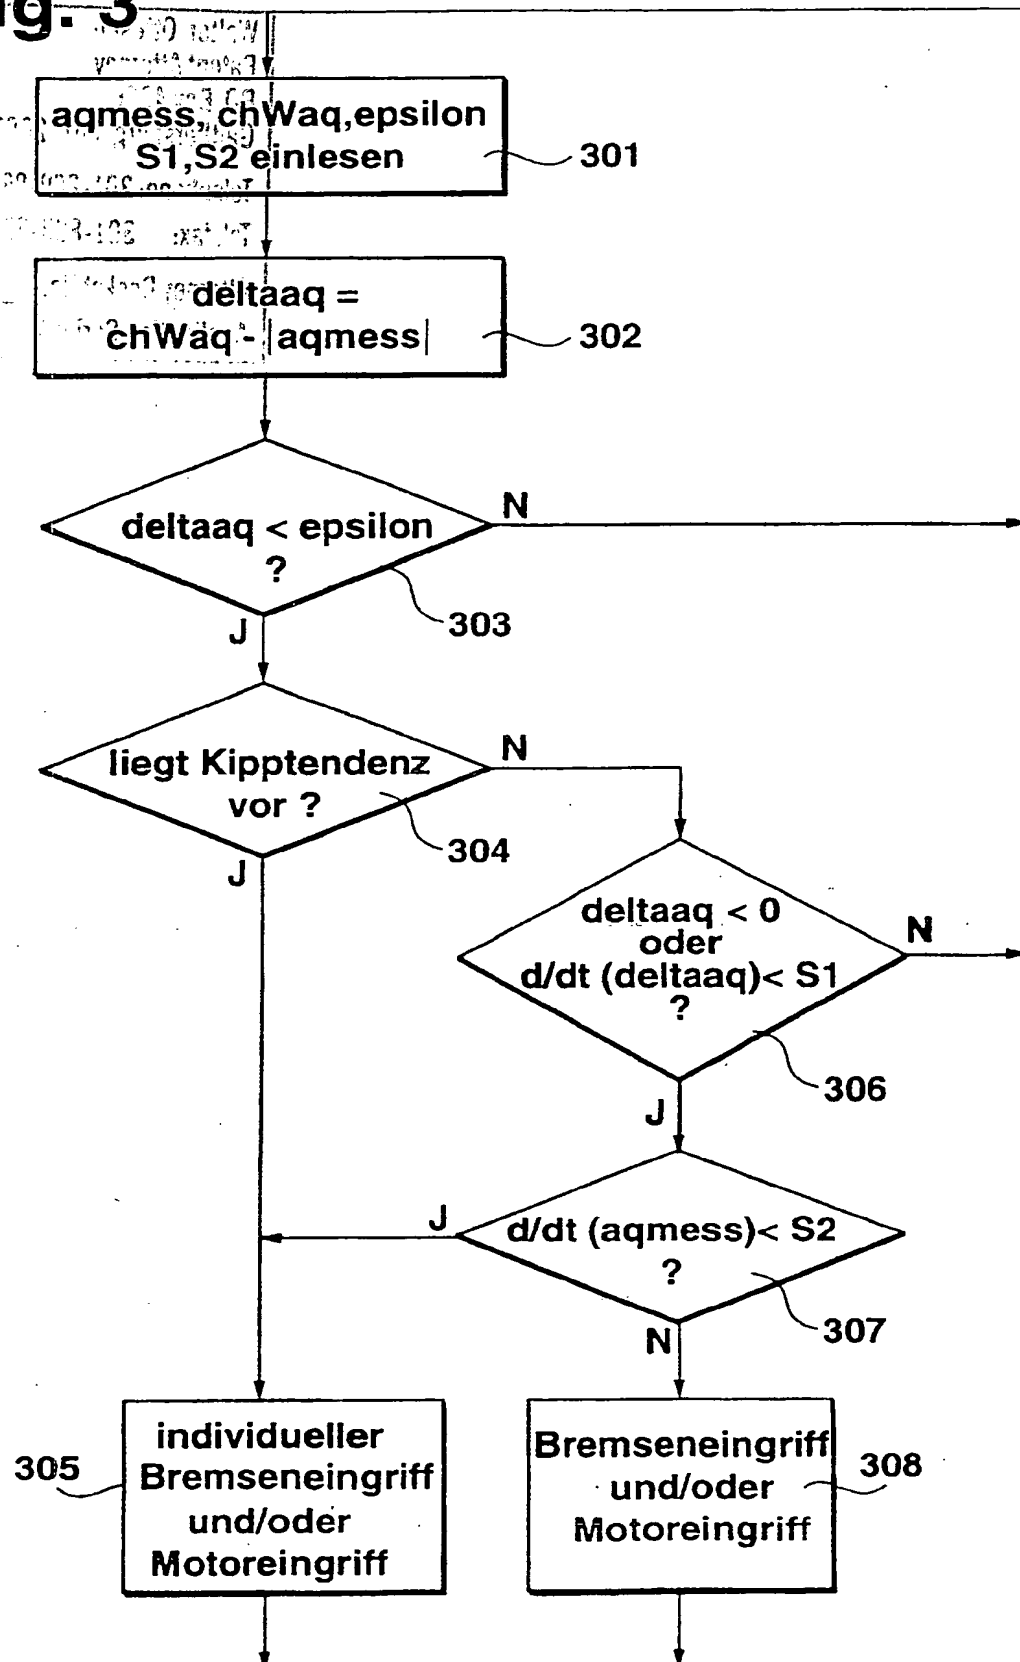 ig. 3
aqmess, chWaq,epsilon
S1,S2 einlesen
301
deltaaq =
chWaq - |aqmess|
302
deltaaq < epsilon
?
N
303
J
liegt Kipptendenz
vor ?
N
304
J
deltaaq < 0
oder
d/dt (deltaaq)< S1
?
N
306
J
d/dt (aqmess)< S2
?
J
307
N
individueller
Bremseneingriff
und/oder
Motoreingriff
305
Bremseneingriff
und/oder
Motoreingriff
308